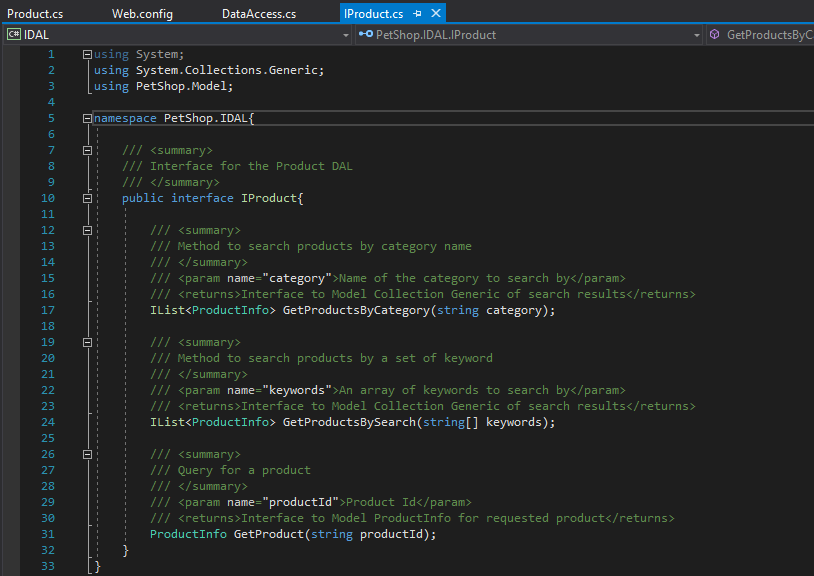 Product.cs Web.config DataAccess.cs IProduct.cs
C# IDAL PetShop.IDAL.IProduct GetProductsByC
1 using System;
2 using System.Collections.Generic;
3 using PetShop.Model;
4
5 namespace PetShop.IDAL{
6
7 /// <summary>
8 /// Interface for the Product DAL
9 /// </summary>
10 public interface IProduct{
11
12 /// <summary>
13 /// Method to search products by category name
14 /// </summary>
15 /// <param name="category">Name of the category to search by</param>
16 /// <returns>Interface to Model Collection Generic of search results</returns>
17 IList<ProductInfo> GetProductsByCategory(string category);
18
19 /// <summary>
20 /// Method to search products by a set of keyword
21 /// </summary>
22 /// <param name="keywords">An array of keywords to search by</param>
23 /// <returns>Interface to Model Collection Generic of search results</returns>
24 IList<ProductInfo> GetProductsBySearch(string[] keywords);
25
26 /// <summary>
27 /// Query for a product
28 /// </summary>
29 /// <param name="productId">Product Id</param>
30 /// <returns>Interface to Model ProductInfo for requested product</returns>
31 ProductInfo GetProduct(string productId);
32 }
33 }